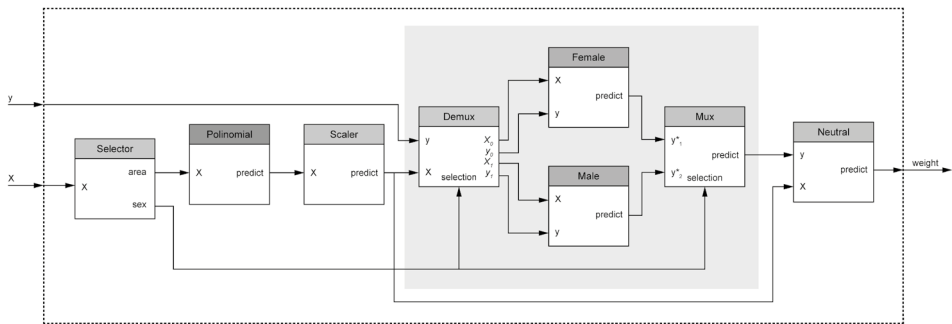 y
X
Selector
X
area
sex
Polinomial
X
predict
Scaler
X
predict
Demux
y
X
selection
X₀
y₀
X₁
y₁
Female
X
y
predict
Male
X
y
predict
Mux
y*₁
y*₂
predict
selection
Neutral
y
X
predict
weight